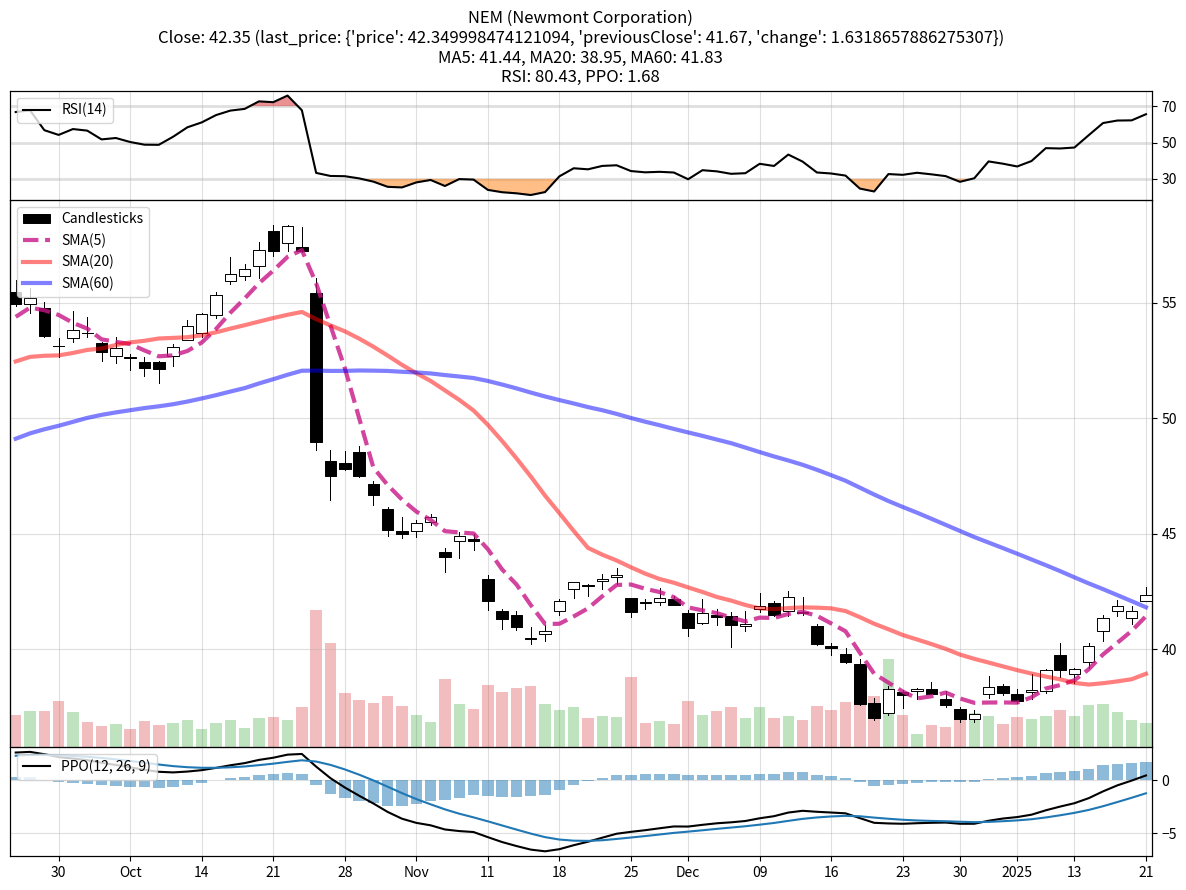 NEM (Newmont Corporation)
Close: 42.35 (last_price: {'price': 42.349998474121094, 'previousClose': 41.67, 'change': 1.6318657886275307})
MA5: 41.44, MA20: 38.95, MA60: 41.83
RSI: 80.43, PPO: 1.68
RSI(14)
70
50
30
Candlesticks
SMA(5)
SMA(20)
SMA(60)
55
50
45
40
PPO(12, 26, 9)
0
−5
30 Oct 14 21 28 Nov 11 18 25 Dec 09 16 23 30 2025 13 21